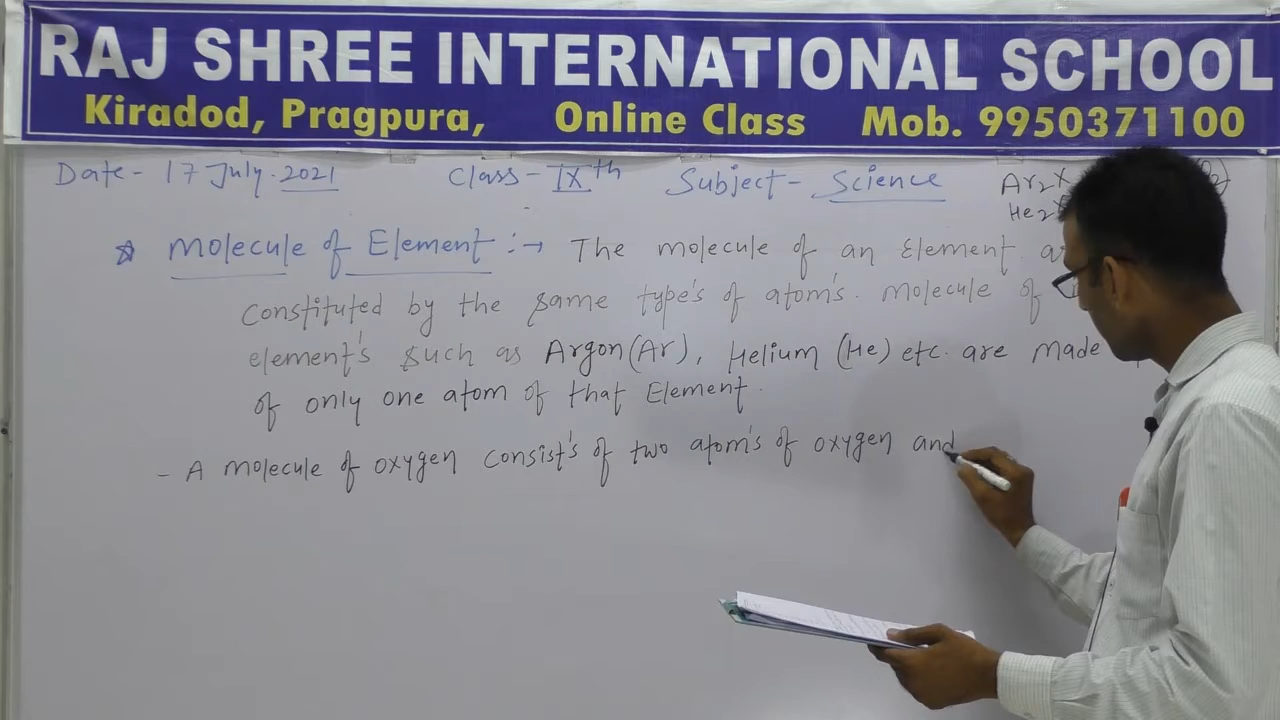 RAJ SHREE INTERNATIONAL SCHOOL
Kiradod, Pragpura, Online Class Mob. 9950371100
Date - 17 July. 2021 Class - IXth Subject - Science
Ar2 X
He2 X
☆ Molecule of Element :→ The molecule of an Element
constituted by the same type's of atom's. Molecule of
element's such as Argon (Ar), Helium (He) etc. are made
of only one atom of that Element.
- A molecule of oxygen consist's of two atom's of oxygen and